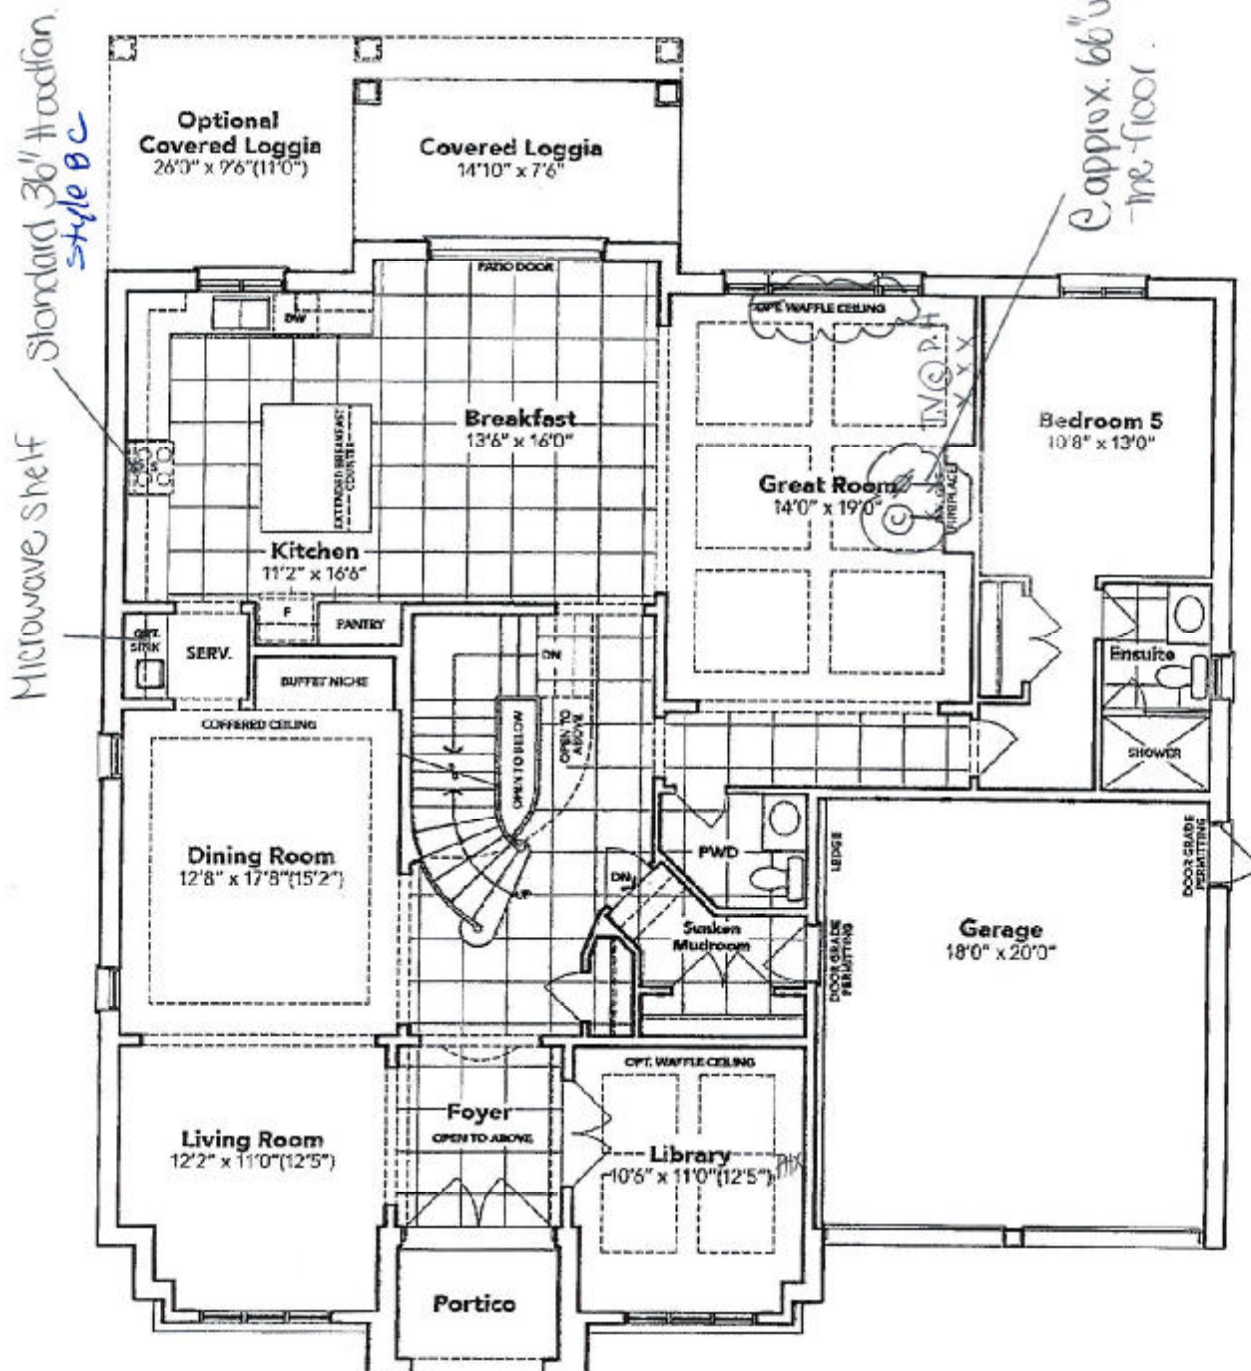 Standard 36" Hoodfan.
Style BC
Microwave shelf
@ approx. 66"
the floor.
Optional
Covered Loggia
26'0" x 9'6"(11'0")
Covered Loggia
14'10" x 7'6"
PATIO DOOR
DW
OPT. WAFFLE CEILING
TV @ D.H
X X X
Breakfast
13'6" x 16'0"
EXTENDED BREAKFAST
COUNTER
Kitchen
11'2" x 16'6"
Great Room
14'0" x 19'0"
C
FIREPLACE
Bedroom 5
10'8" x 13'0"
F
PANTRY
OPT.
SINK
SERV.
BUFFET NICHE
DN
OPEN TO BELOW
OPEN TO
ABOVE
UP
Ensuite
SHOWER
COFFERED CEILING
Dining Room
12'8" x 17'8"(15'2")
PWD
DN
Sunken
Mudroom
LEDGE
DOOR GRADE
PERMITTING
DOOR GRADE
PERMITTING
Garage
18'0" x 20'0"
Living Room
12'2" x 11'0"(12'5")
Foyer
OPEN TO ABOVE
OPT. WAFFLE CEILING
Library
10'6" x 11'0"(12'5")
Portico